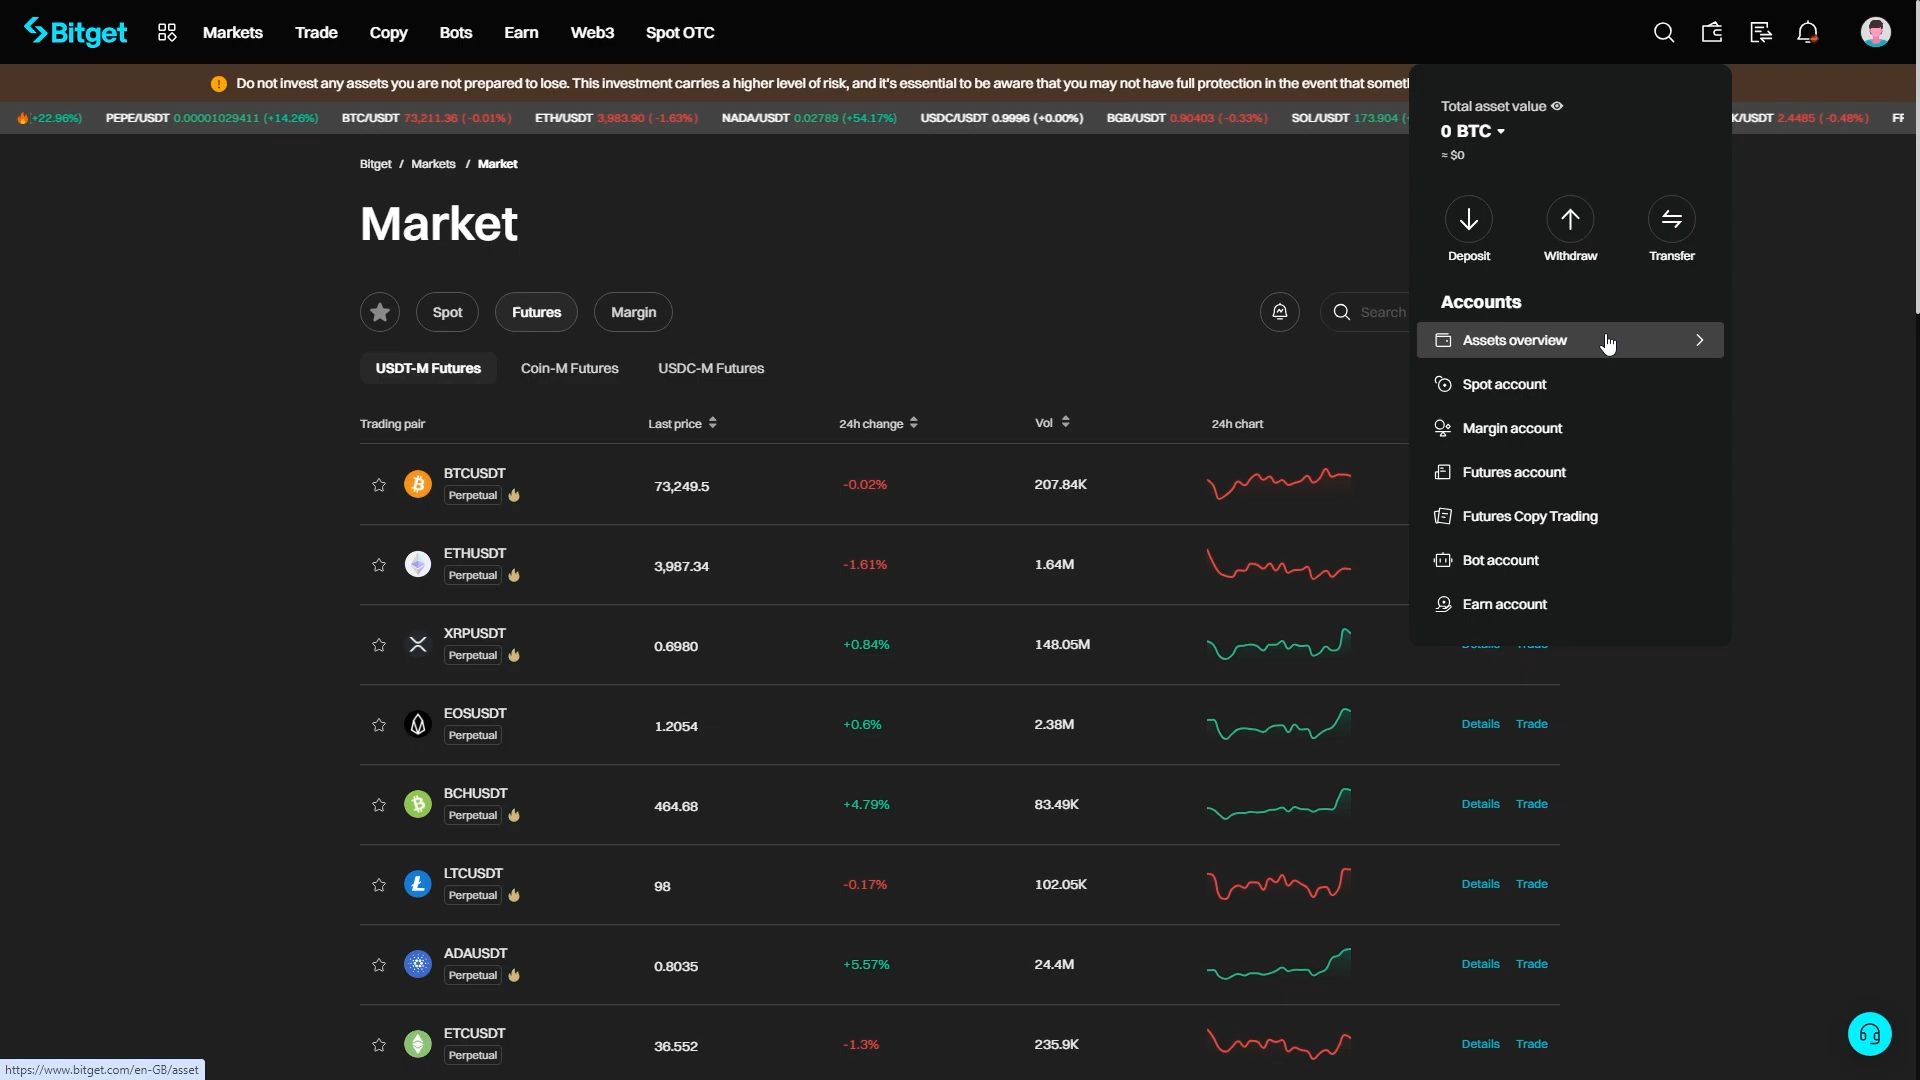 Bitget Markets Trade Copy Bots Earn Web3 Spot OTC
Do not invest any assets you are not prepared to lose. This investment carries a higher level of risk, and it's essential to be aware that you may not have full protection in the event that
+22.96%) PEPE/USDT 0.00001029411 (+14.26%) BTC/USDT 73,211.36 (-0.01%) ETH/USDT 3,983.90 (-1.63%) NADA/USDT 0.02789 (+54.17%) USDC/USDT 0.9996 (+0.00%) BGB/USDT 0.90403 (-0.33%) SOL/USDT 173.904 K/USDT 2.4485 (-0.48%)
Total asset value
0 BTC
≈ $0
Deposit Withdraw Transfer
Accounts
Assets overview
Spot account
Margin account
Futures account
Futures Copy Trading
Bot account
Earn account
Bitget / Markets / Market
Market
Spot Futures Margin Search
USDT-M Futures Coin-M Futures USDC-M Futures
Trading pair Last price 24h change Vol 24h chart
BTCUSDT
Perpetual 73,249.5 -0.02% 207.84K
ETHUSDT
Perpetual 3,987.34 -1.61% 1.64M
XRPUSDT
Perpetual 0.6980 +0.84% 148.05M
EOSUSDT
Perpetual 1.2054 +0.6% 2.38M Details Trade
BCHUSDT
Perpetual 464.68 +4.79% 83.49K Details Trade
LTCUSDT
Perpetual 98 -0.17% 102.05K Details Trade
ADAUSDT
Perpetual 0.8035 +5.57% 24.4M Details Trade
ETCUSDT
Perpetual 36.552 -1.3% 235.9K Details Trade
https://www.bitget.com/en-GB/asset